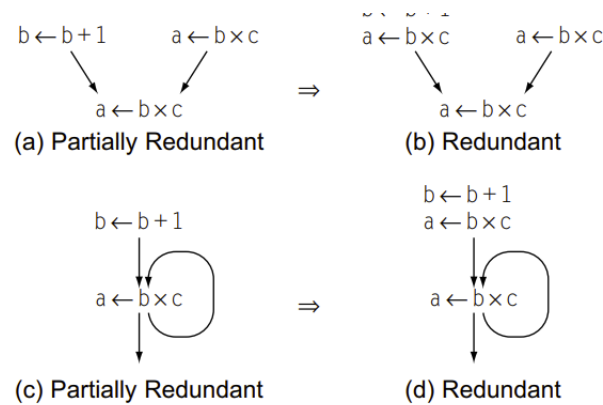 b ← b + 1 a ← b × c
a ← b × c a ← b × c
⇒
a ← b × c
a ← b × c
(a) Partially Redundant
(b) Redundant
b ← b + 1
b ← b + 1
a ← b × c
a ← b × c
a ← b × c
⇒
(c) Partially Redundant
(d) Redundant